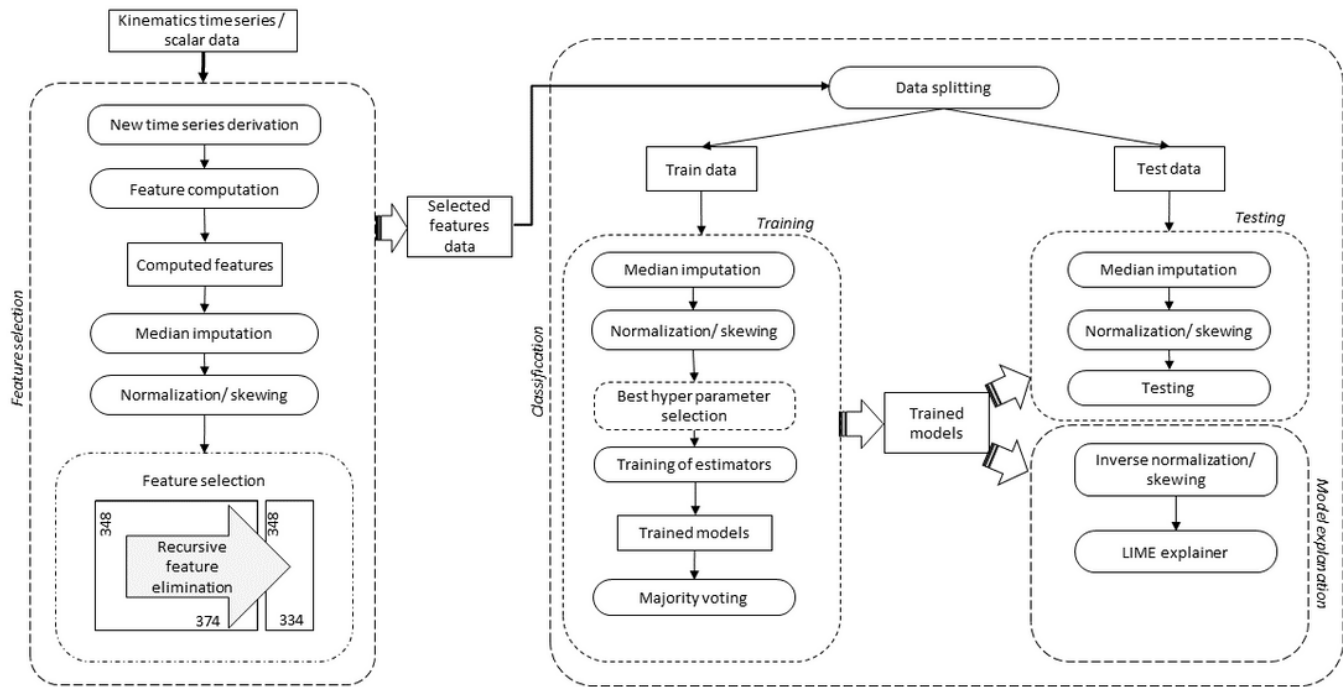 Kinematics time series/
scalar data
Feature selection
New time series derivation
Feature computation
Computed features
Median imputation
Normalization/ skewing
Feature selection
348
374
Recursive
feature
elimination
348
334
Selected
features
data
Classification
Data splitting
Train data
Test data
Training
Median imputation
Normalization/ skewing
Best hyper parameter
selection
Training of estimators
Trained models
Majority voting
Trained
models
Testing
Median imputation
Normalization/ skewing
Testing
Model explanation
Inverse normalization/
skewing
LIME explainer